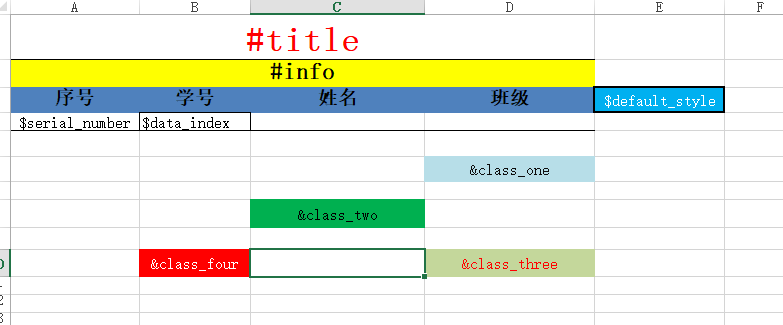 A B C D E F
#title
#info
序号 学号 姓名 班级 $default_style
$serial_number $data_index
&class_one
&class_two
&class_four &class_three